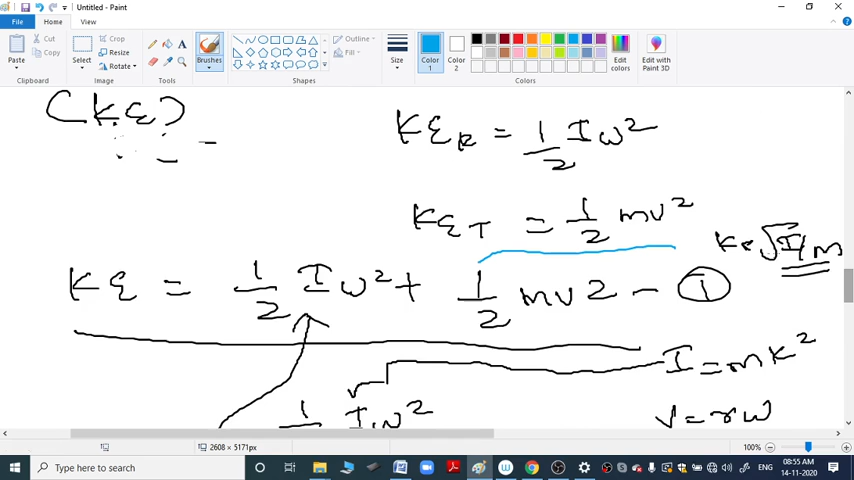 Untitled - Paint
File Home View
Paste Cut Copy Clipboard
Select Crop Resize Rotate Image
Tools
Brushes
Shapes Outline Fill
Size
Color 1 Color 2 Colors
Edit colors
Edit with Paint 3D
(K.E)
KE_R = 1/2 Iω²
KE_T = 1/2 mv²
K = √I/m
KE = 1/2 Iω² + 1/2 mv2 - ①
I = mK²
1 Iω²
v = rω
2608 × 5171px 100%
Type here to search
ENG 08:55 AM 14-11-2020